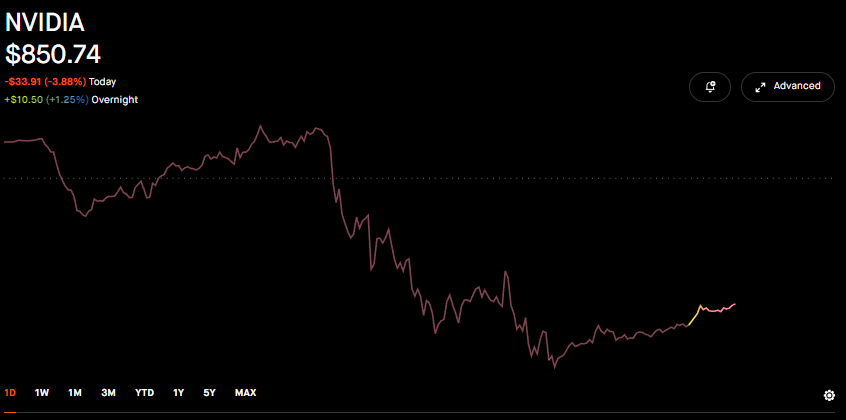 NVIDIA
$850.74
-$33.91 (-3.88%) Today
+$10.50 (+1.25%) Overnight
Advanced
1D 1W 1M 3M YTD 1Y 5Y MAX